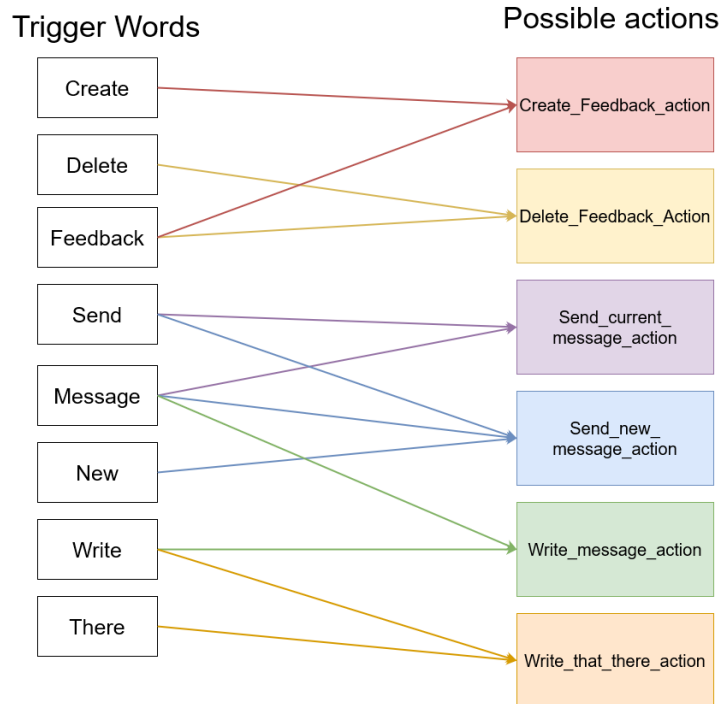 Trigger Words
Possible actions
Create
Delete
Feedback
Send
Message
New
Write
There
Create_Feedback_action
Delete_Feedback_Action
Send_current_
message_action
Send_new_
message_action
Write_message_action
Write_that_there_action